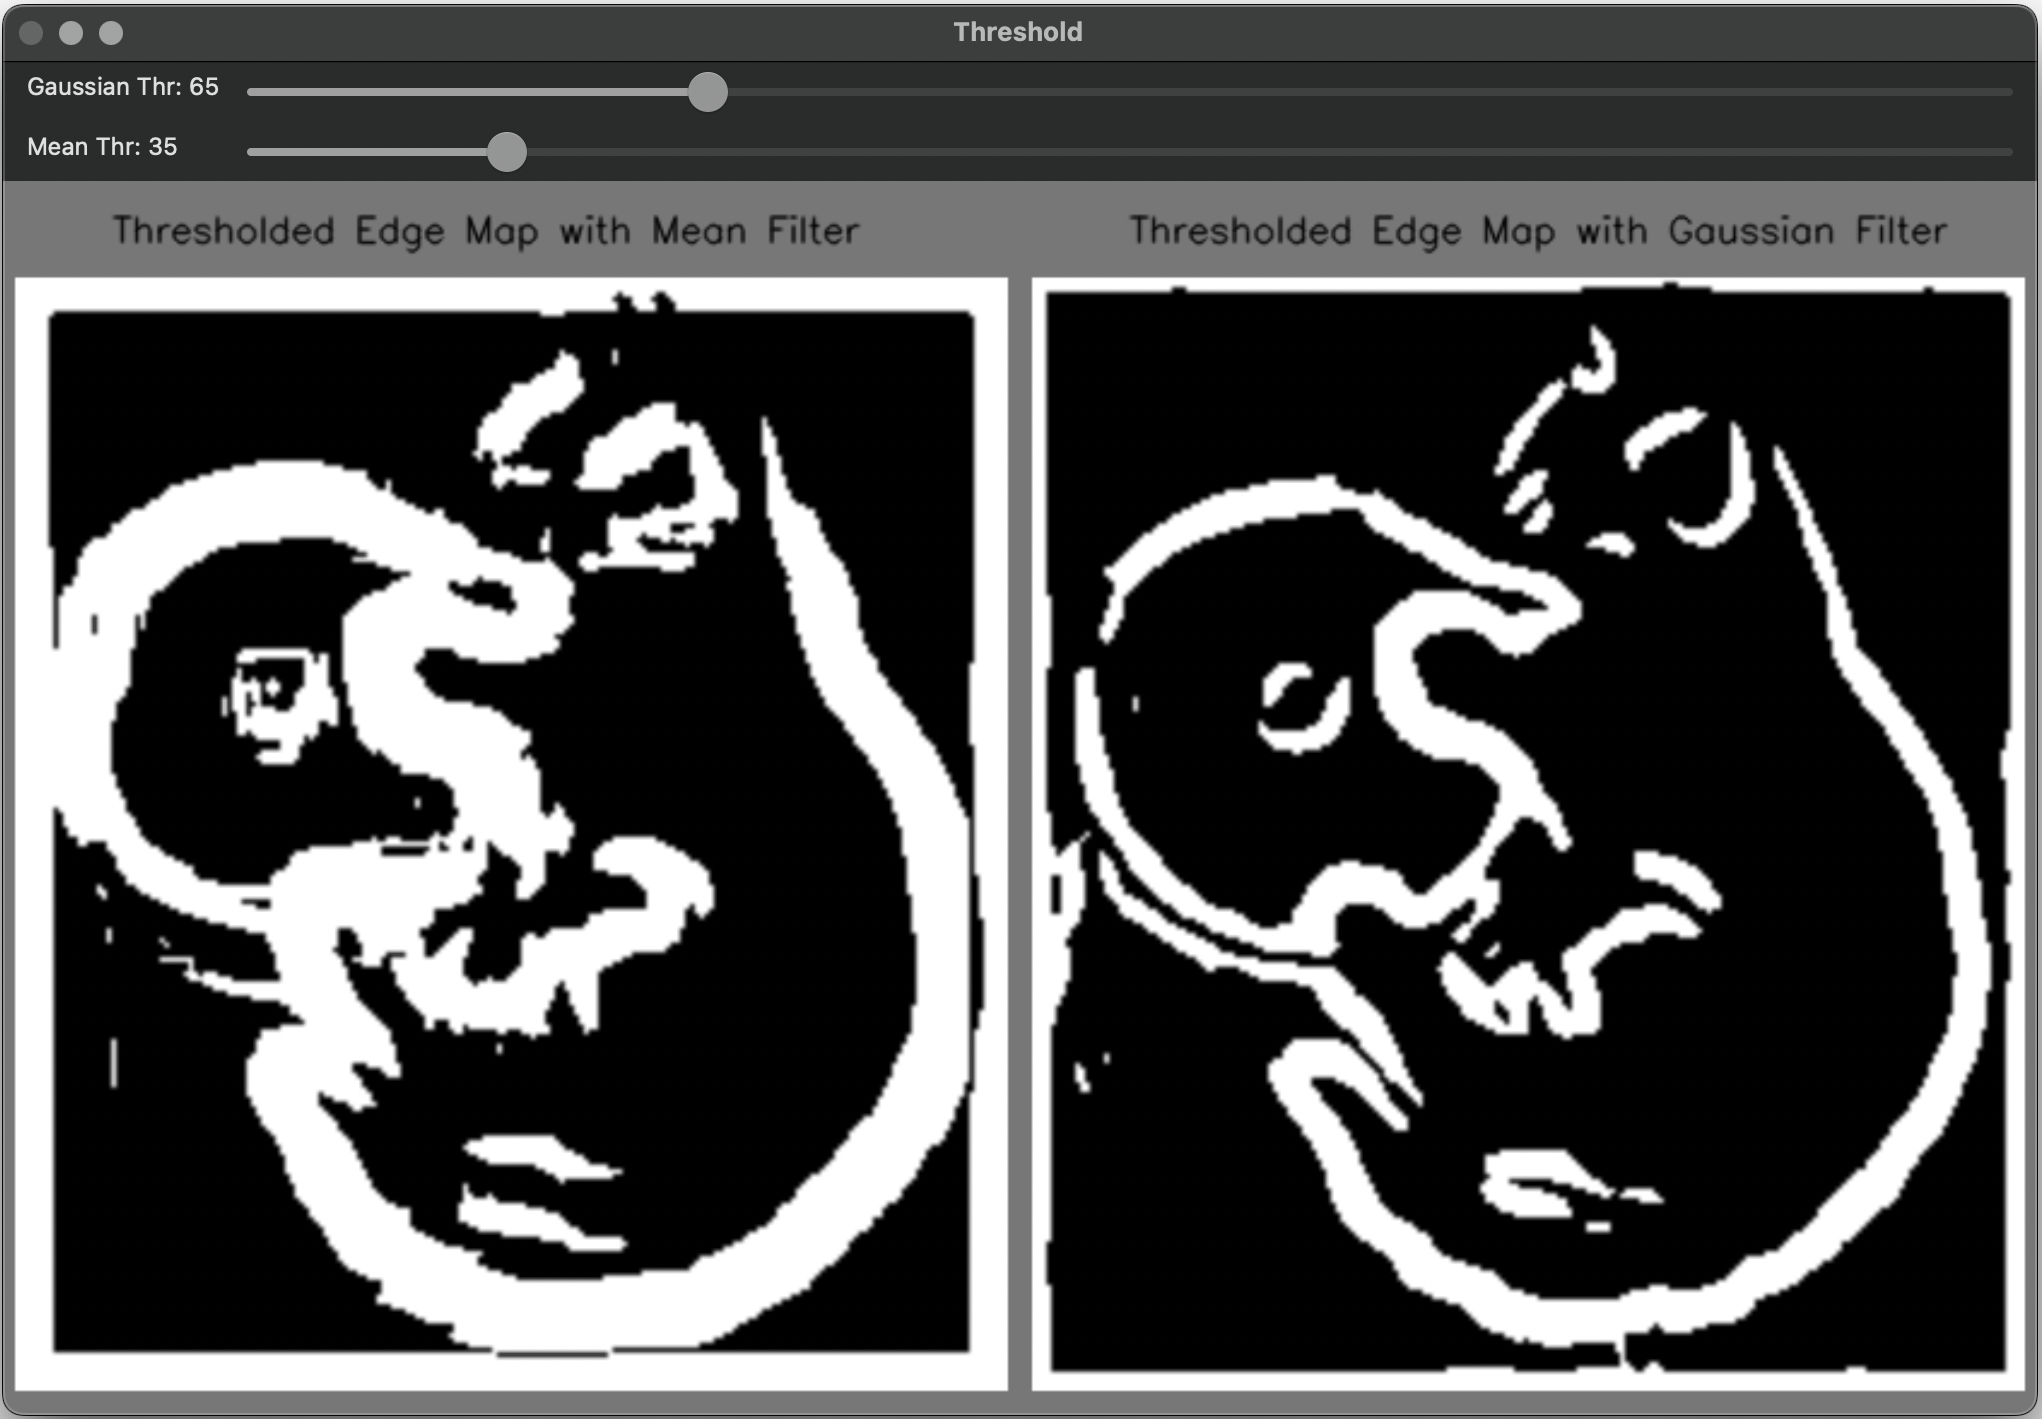 Threshold
Gaussian Thr: 65
Mean Thr: 35
Thresholded Edge Map with Mean Filter
Thresholded Edge Map with Gaussian Filter